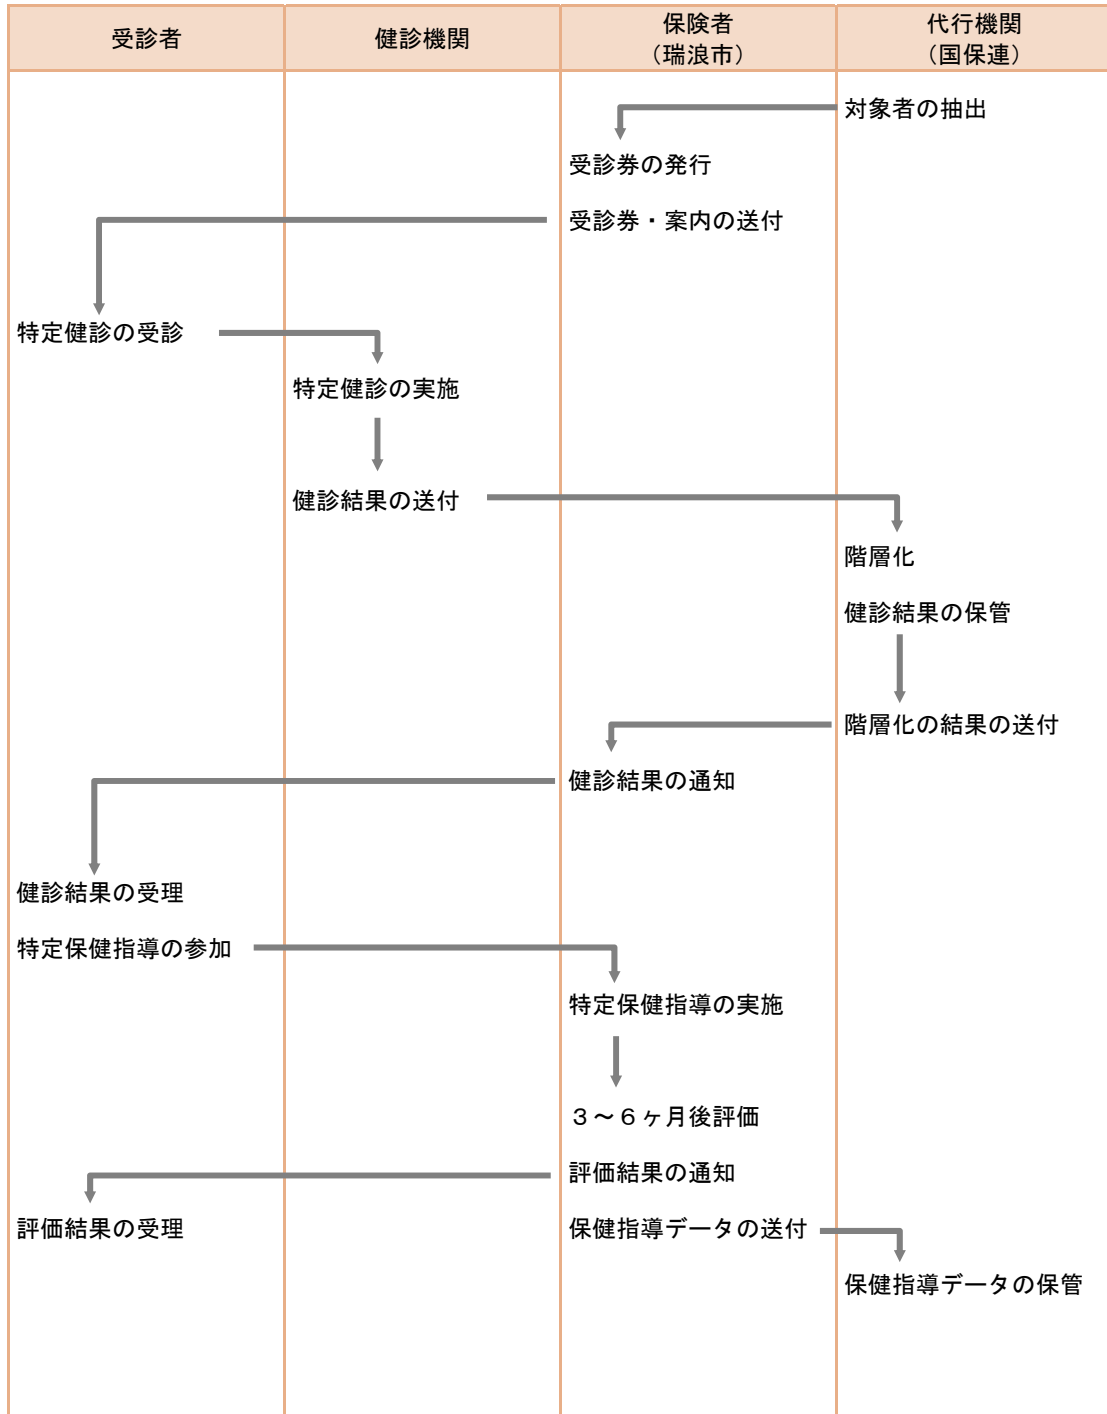 受診者
健診機関
保険者
（瑞浪市）
代行機関
（国保連）
対象者の抽出
受診券の発行
受診券・案内の送付
特定健診の受診
特定健診の実施
健診結果の送付
階層化
健診結果の保管
階層化の結果の送付
健診結果の通知
健診結果の受理
特定保健指導の参加
特定保健指導の実施
３～６ヶ月後評価
評価結果の通知
評価結果の受理
保健指導データの送付
保健指導データの保管